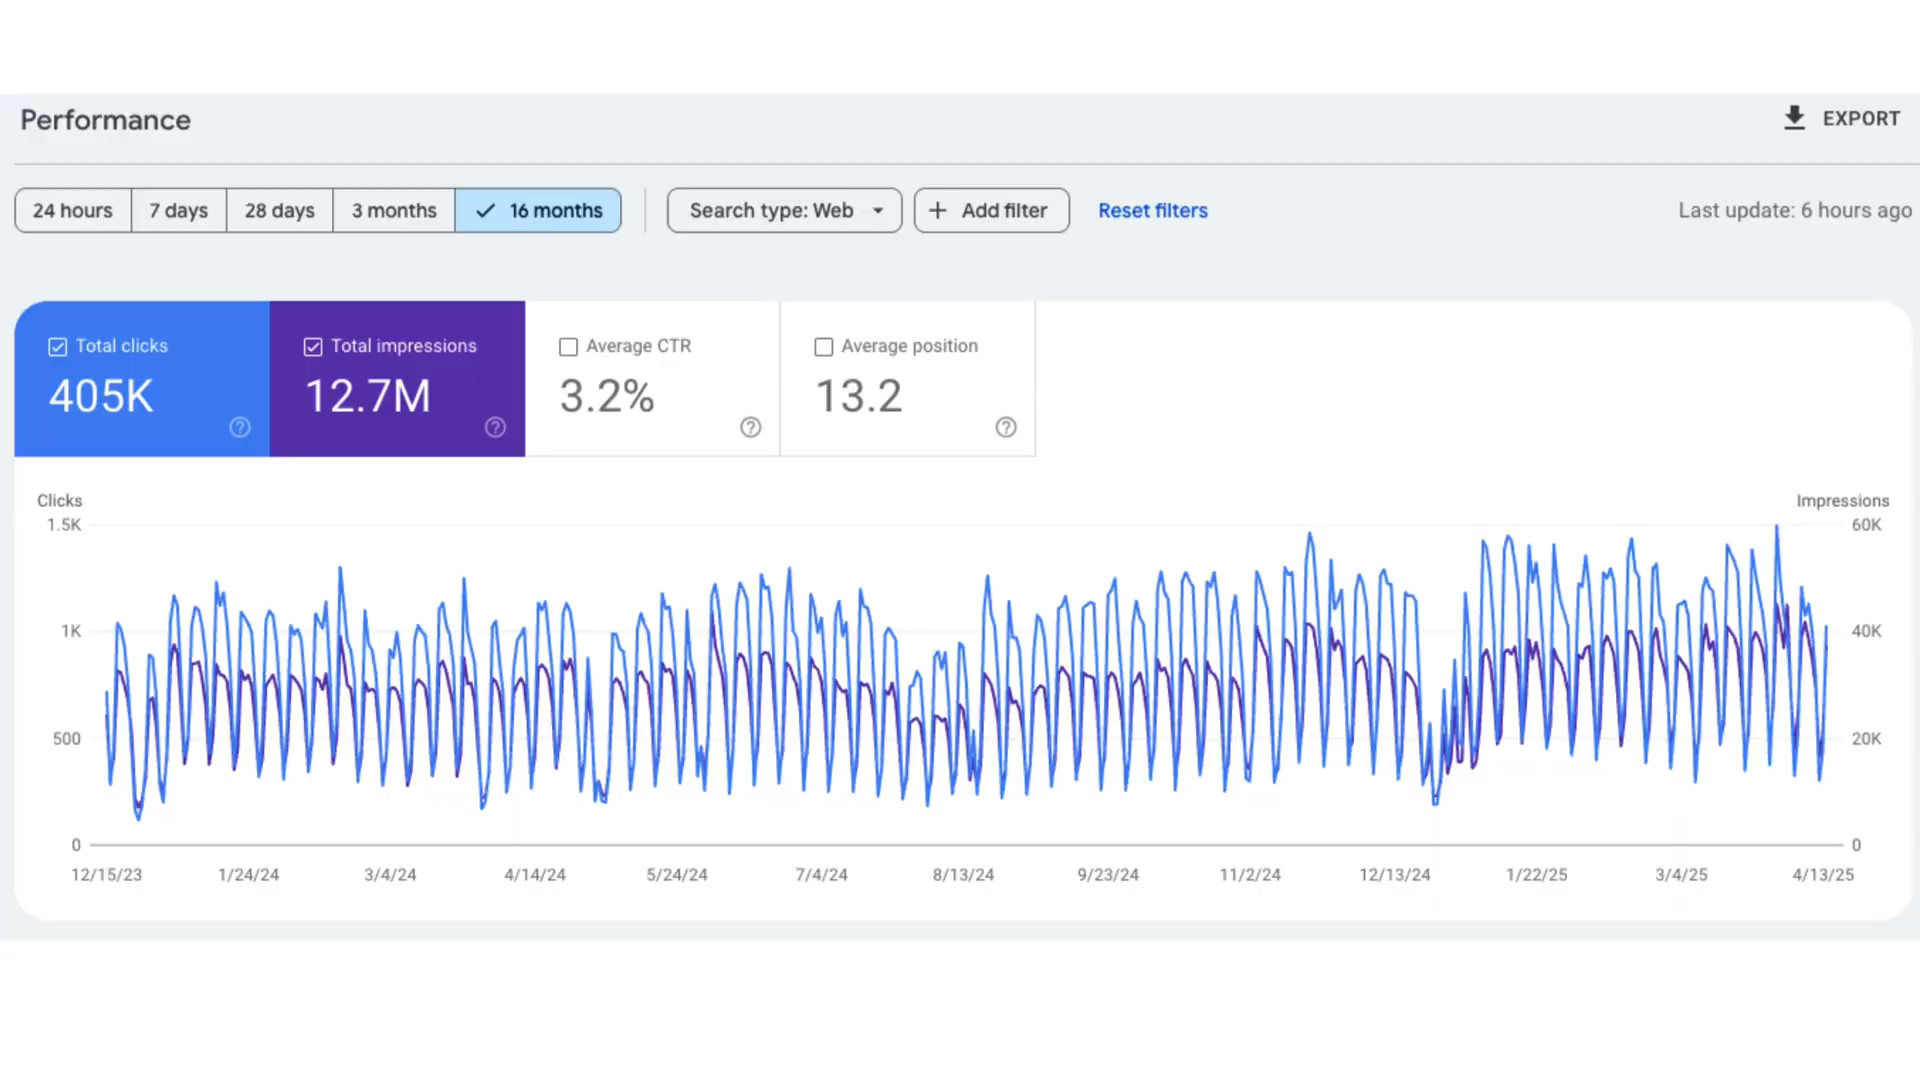 Performance
EXPORT
24 hours 7 days 28 days 3 months 16 months Search type: Web Add filter Reset filters Last update: 6 hours ago
Total clicks Total impressions Average CTR Average position
405K 12.7M 3.2% 13.2
Clicks Impressions
1.5K 60K
1K 40K
500 20K
0 0
12/15/23 1/24/24 3/4/24 4/14/24 5/24/24 7/4/24 8/13/24 9/23/24 11/2/24 12/13/24 1/22/25 3/4/25 4/13/25